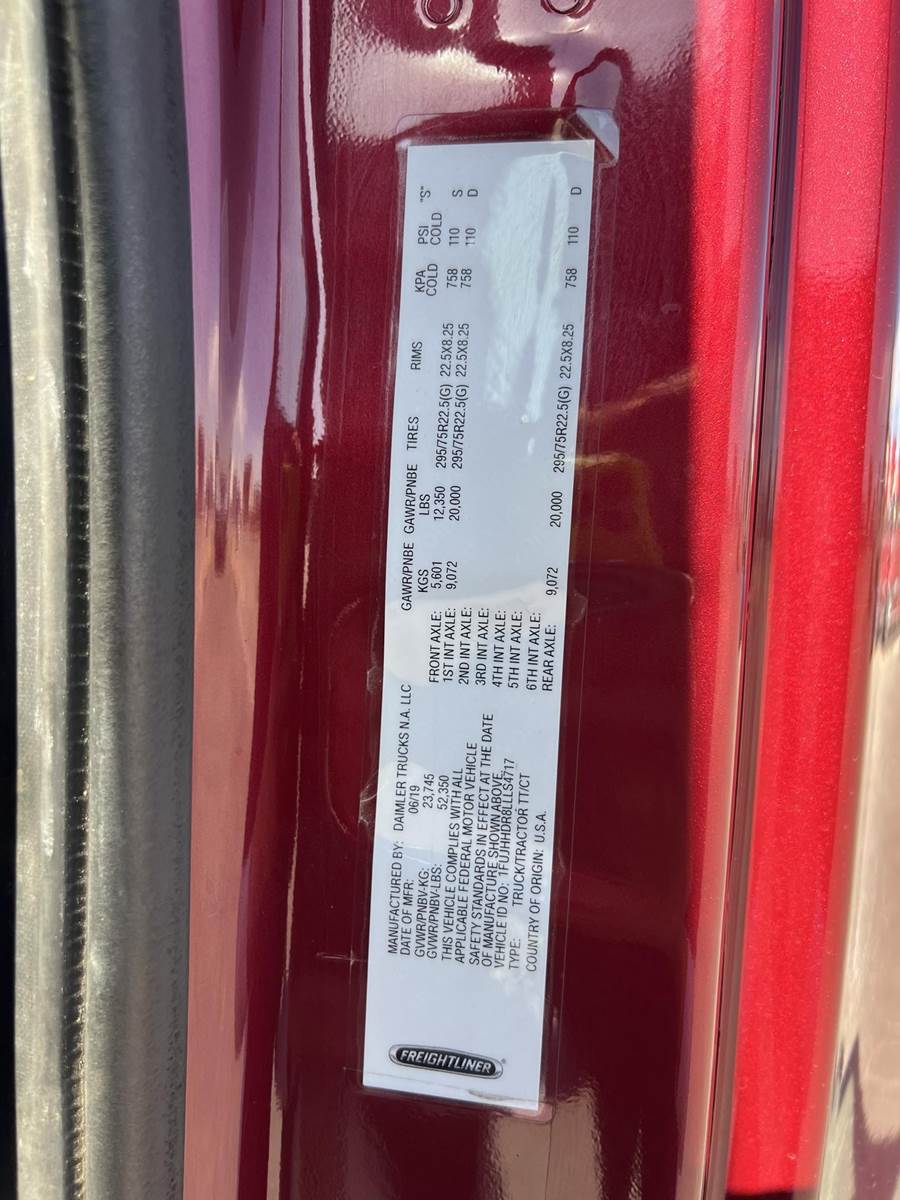 FREIGHTLINER®
MANUFACTURED BY: DAIMLER TRUCKS N.A. LLC
DATE OF MFR: 06/19
GVWR/PNBV-KG: 23,745
GVWR/PNBV-LBS: 52,350
THIS VEHICLE COMPLIES WITH ALL
APPLICABLE FEDERAL MOTOR VEHICLE
SAFETY STANDARDS IN EFFECT AT THE DATE
OF MANUFACTURE SHOWN ABOVE.
VEHICLE ID NO: 1FUJHHDR8LLLS4717
TYPE: TRUCK/TRACTOR TT/CT
COUNTRY OF ORIGIN: U.S.A.
GAWR/PNBE GAWR/PNBE TIRES RIMS KPA PSI "S"
KGS LBS COLD COLD
FRONT AXLE: 5,601 12,350 295/75R22.5(G) 22.5X8.25 758 110 S
1ST INT AXLE: 9,072 20,000 295/75R22.5(G) 22.5X8.25 758 110 D
2ND INT AXLE:
3RD INT AXLE:
4TH INT AXLE:
5TH INT AXLE:
6TH INT AXLE:
REAR AXLE: 9,072 20,000 295/75R22.5(G) 22.5X8.25 758 110 D